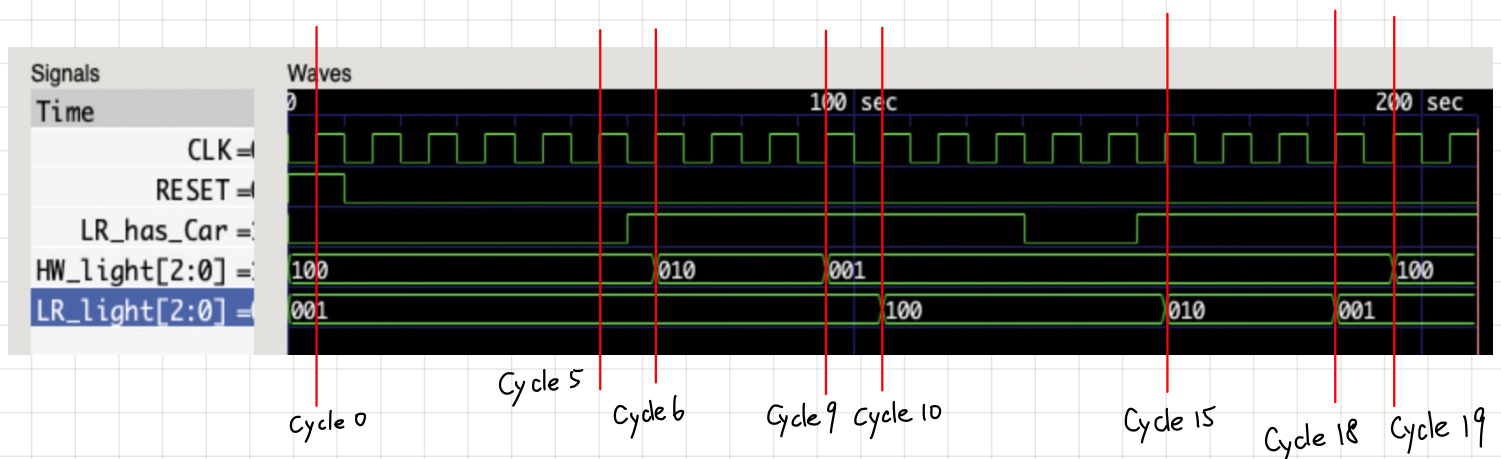 Signals
Waves
Time
0
100 sec
200 sec
CLK=
RESET =
LR_has_Car =
HW_light[2:0] =
100
010
001
100
LR_light[2:0] =
001
100
010
001
Cycle 0
Cycle 5
Cycle 6
Cycle 9
Cycle 10
Cycle 15
Cycle 18
Cycle 19